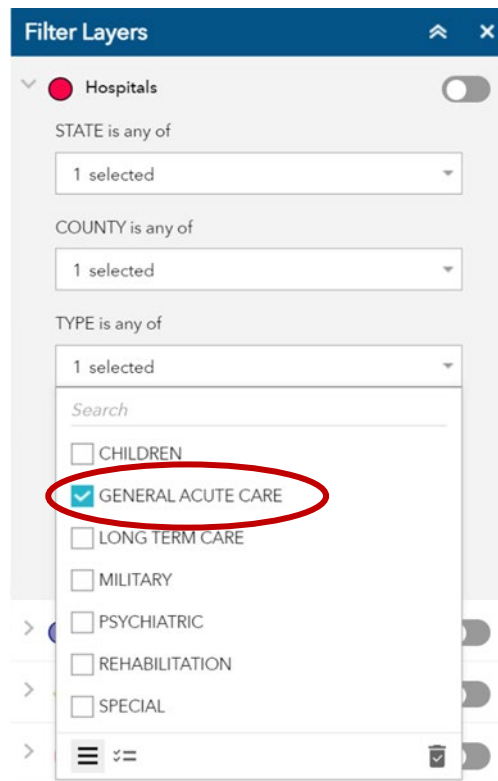 Filter Layers
Hospitals
STATE is any of
1 selected
COUNTY is any of
1 selected
TYPE is any of
1 selected
Search
CHILDREN
GENERAL ACUTE CARE
LONG TERM CARE
MILITARY
PSYCHIATRIC
REHABILITATION
SPECIAL